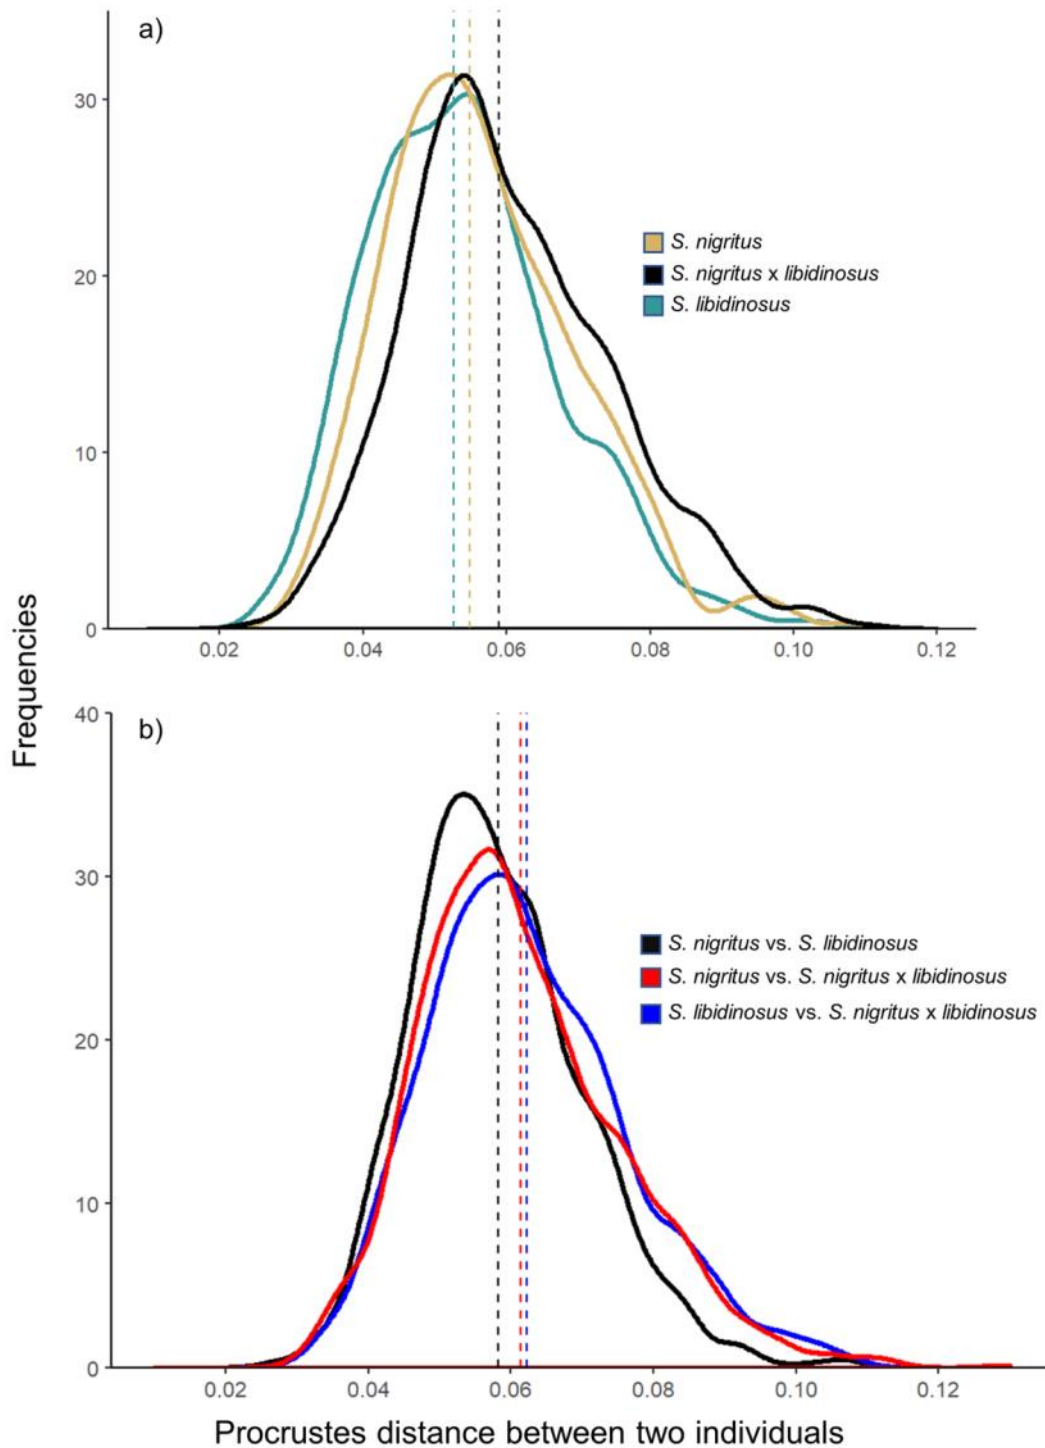 a)
30
20
10
0
0.02 0.04 0.06 0.08 0.10 0.12
S. nigritus
S. nigritus x libidinosus
S. libidinosus
Frequencies
b)
40
30
20
10
0
0.02 0.04 0.06 0.08 0.10 0.12
S. nigritus vs. S. libidinosus
S. nigritus vs. S. nigritus x libidinosus
S. libidinosus vs. S. nigritus x libidinosus
Procrustes distance between two individuals